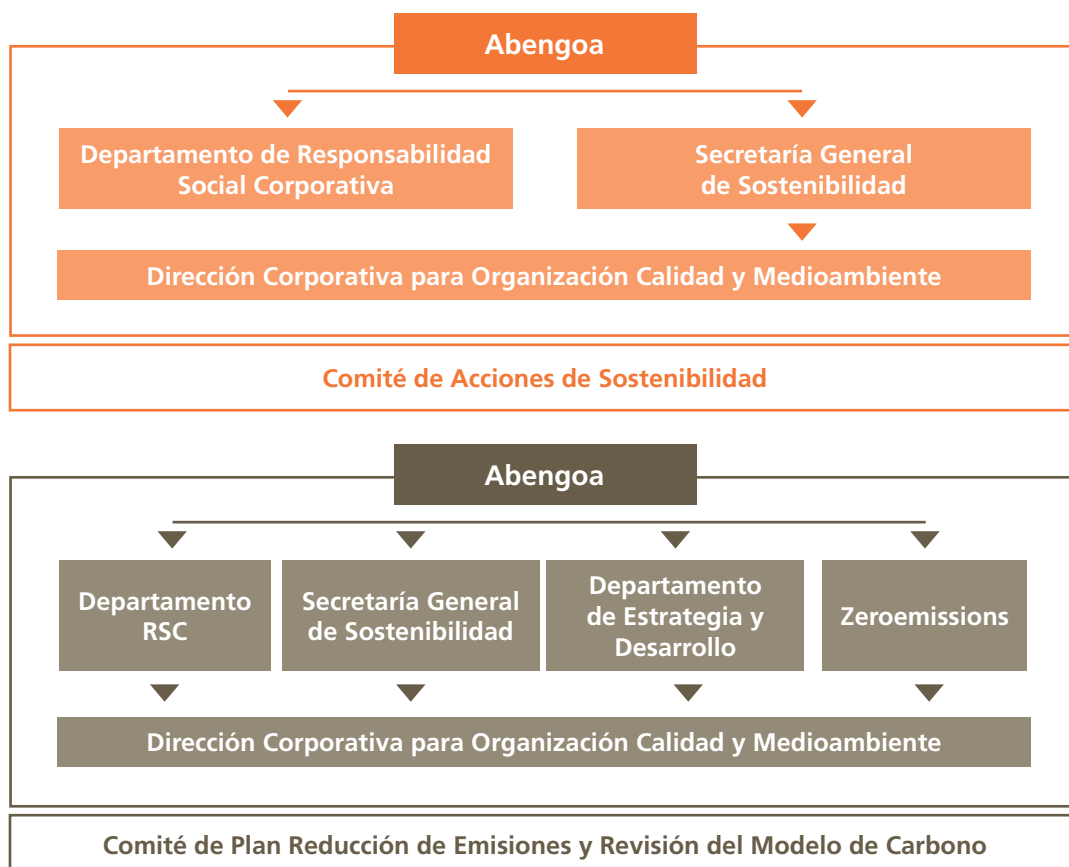 Abengoa
Departamento de Responsabilidad
Social Corporativa
Secretaría General
de Sostenibilidad
Dirección Corporativa para Organización Calidad y Medioambiente
Comité de Acciones de Sostenibilidad
Abengoa
Departamento
RSC
Secretaría General
de Sostenibilidad
Departamento
de Estrategia y
Desarrollo
Zeroemissions
Dirección Corporativa para Organización Calidad y Medioambiente
Comité de Plan Reducción de Emisiones y Revisión del Modelo de Carbono